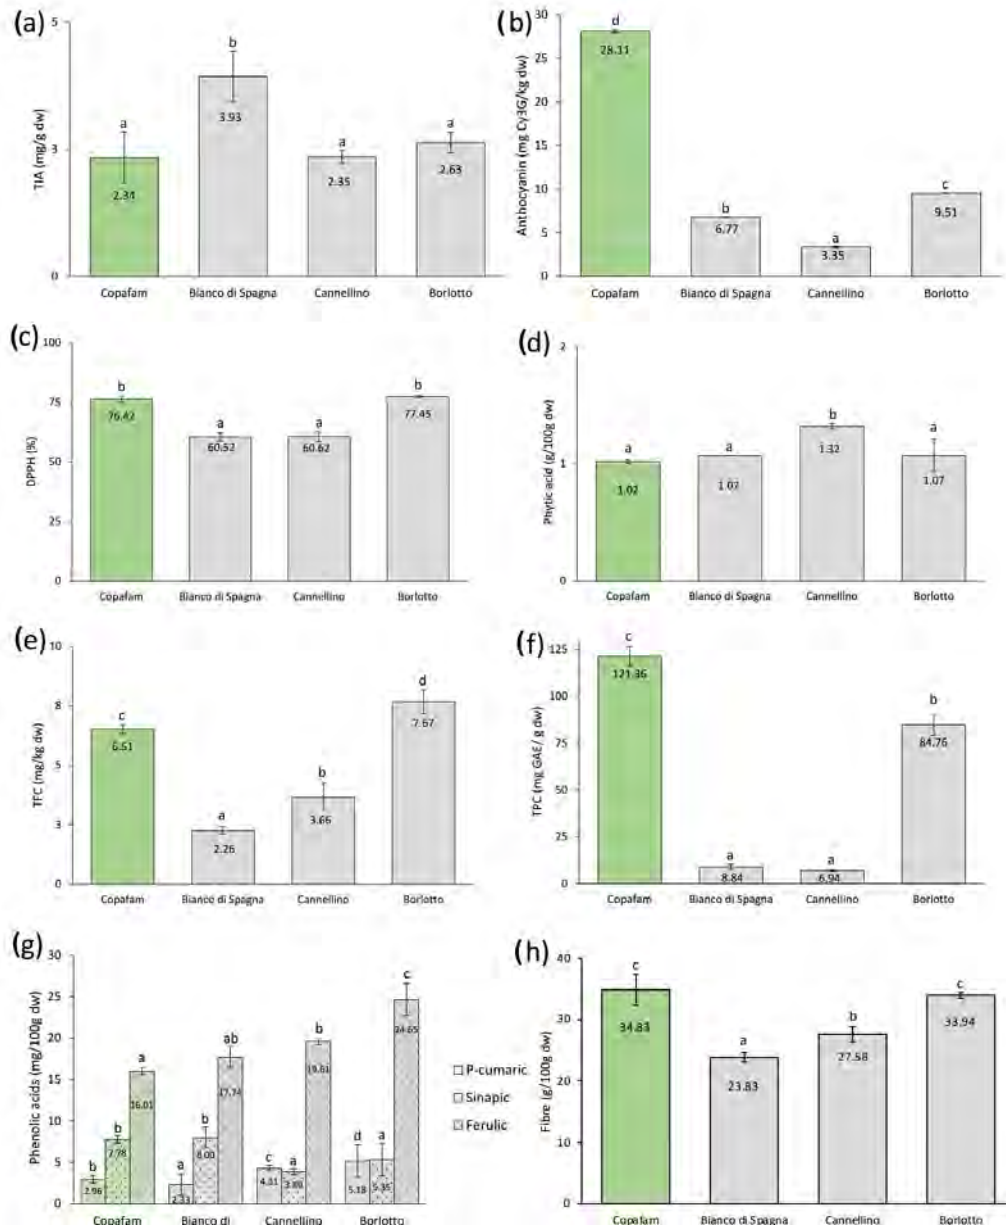 (a)
5
3
0
TIA (mg/g dw)
a
b
a
a
2.34
3.93
2.35
2.63
Copafam
Bianco di Spagna
Cannellino
Borlotto
(b)
30
25
20
15
10
5
0
Anthocyanin (mg Cy3G/kg dw)
d
b
a
c
28.11
6.77
3.35
9.51
Copafam
Bianco di Spagna
Cannellino
Borlotto
(c)
100
75
50
25
0
DPPH (%)
b
a
a
b
76.42
60.52
60.62
77.45
Copafam
Bianco di Spagna
Cannellino
Borlotto
(d)
2
1
0
Phytic acid (g/100g dw)
a
a
b
a
1.02
1.07
1.32
1.07
Copafam
Bianco di Spagna
Cannellino
Borlotto
(e)
10
8
5
3
0
TFC (mg/kg dw)
c
a
b
d
6.51
2.26
3.66
7.67
Copafam
Bianco di Spagna
Cannellino
Borlotto
(f)
125
100
75
50
25
0
TPC (mg GAE/ g dw)
c
a
a
b
121.36
8.84
6.94
84.76
Copafam
Bianco di Spagna
Cannellino
Borlotto
(g)
30
25
20
15
10
5
0
Phenolic acids (mg/100g dw)
b
b
a
a
b
ab
c
a
b
d
a
c
2.96
7.78
16.01
8.00
17.74
4.31
19.61
5.18
5.35
24.65
Copafam
Bianco di
Cannellino
Borlotto
P-cumaric
Sinapic
Ferulic
(h)
40
30
20
10
0
Fibre (g/100g dw)
c
a
b
c
34.83
23.83
27.58
33.94
Copafam
Bianco di Spagna
Cannellino
Borlotto